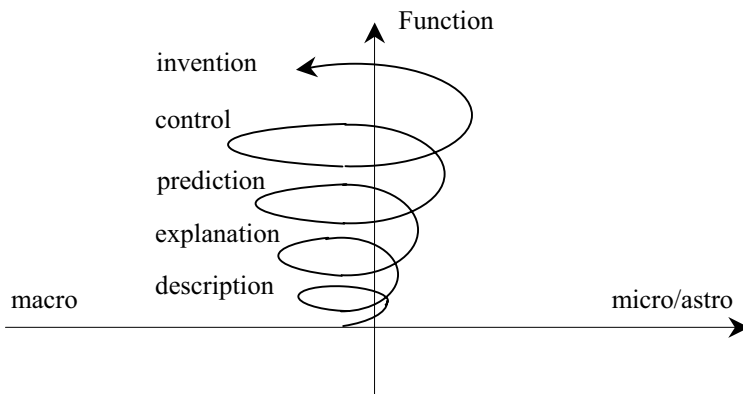 Function
invention
control
prediction
explanation
description
macro
micro/astro